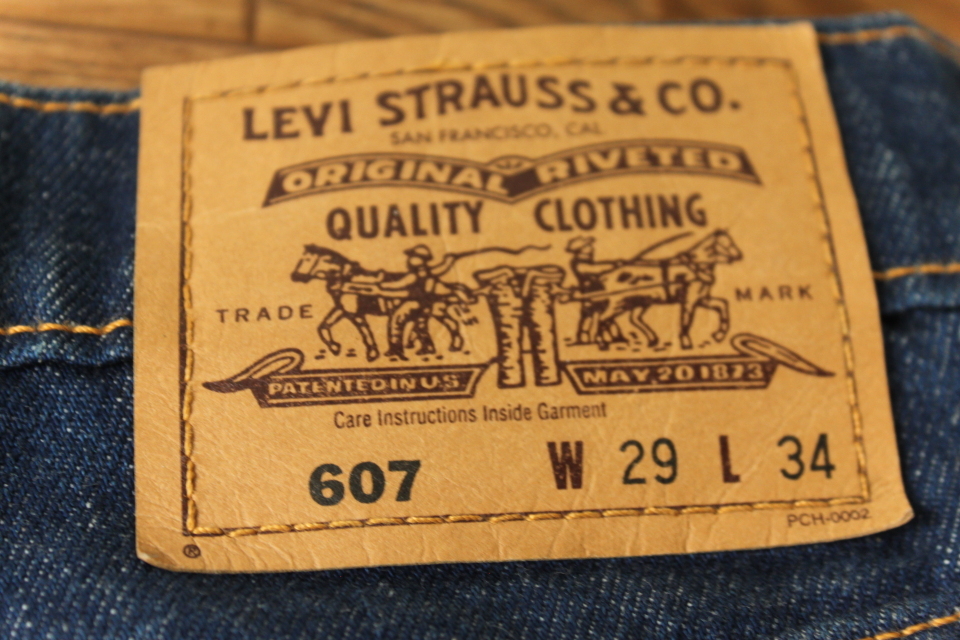 LEVI STRAUSS & CO.
SAN FRANCISCO, CAL
ORIGINAL RIVETED
QUALITY CLOTHING
TRADE MARK
PATENTED IN U.S. MAY 20 1873
Care Instructions Inside Garment
607 W 29 L 34
PCH-0002
®